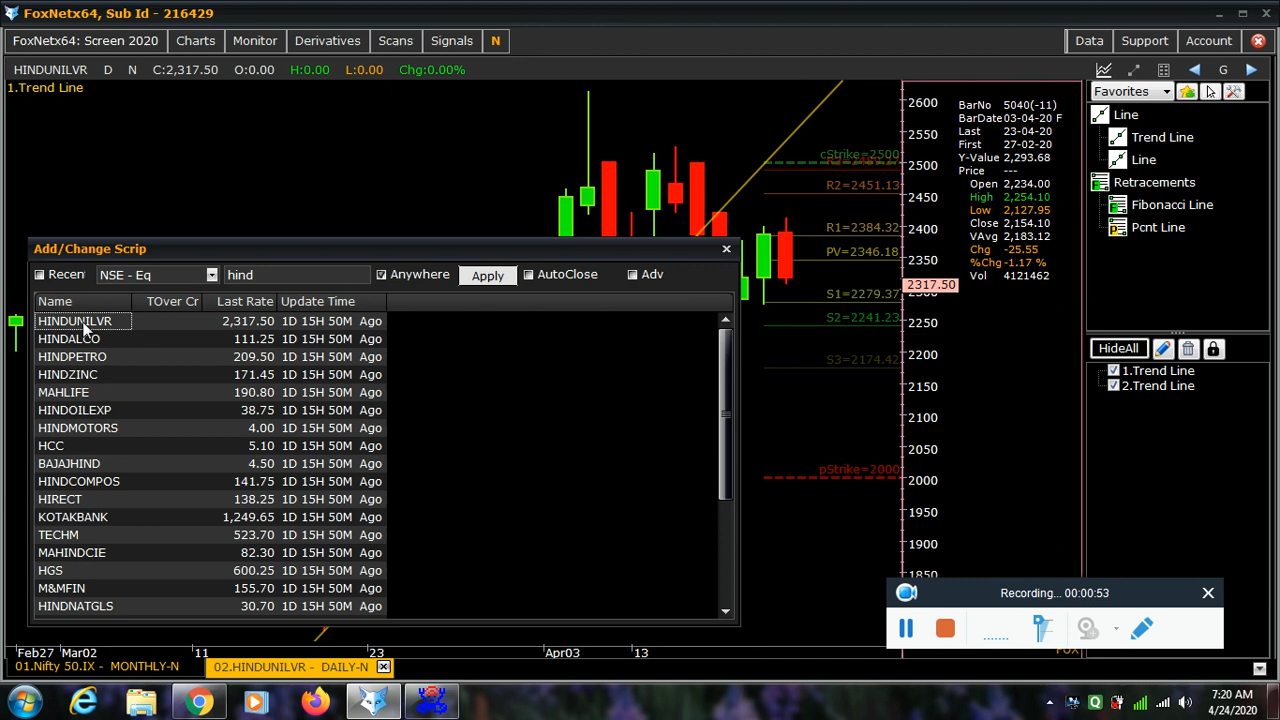 FoxNetx64, Sub Id - 216429
FoxNetx64: Screen 2020 Charts Monitor Derivatives Scans Signals N Data Support Account
HINDUNILVR D N C:2,317.50 O:0.00 H:0.00 L:0.00 Chg:0.00% G
1.Trend Line
2600
2550
2500
2450
2400
2350
2317.50
2250
2200
2150
2100
2050
2000
1950
1900
1850
cStrike=2500
R2=2451.13
R1=2384.32
PV=2346.18
S1=2279.37
S2=2241.23
S3=2174.42
pStrike=2000
BarNo 5040(-11)
BarDate 03-04-20 F
Last 23-04-20
First 27-02-20
Y-Value 2,293.68
Price ---
Open 2,234.00
High 2,254.10
Low 2,127.95
Close 2,154.10
VAvg 2,183.12
Chg -25.55
%Chg -1.17 %
Vol 4121462
Favorites
Line
Trend Line
Line
Retracements
Fibonacci Line
Pcnt Line
HideAll
1.Trend Line
2.Trend Line
Add/Change Scrip
Recen NSE - Eq hind Anywhere Apply AutoClose Adv
Name TOver Last Rate Update Time
HINDUNILVR 2,317.50 1D 15H 50M Ago
HINDALCO 111.25 1D 15H 50M Ago
HINDPETRO 209.50 1D 15H 50M Ago
HINDZINC 171.45 1D 15H 50M Ago
MAHLIFE 190.80 1D 15H 50M Ago
HINDOILEXP 38.75 1D 15H 50M Ago
HINDMOTORS 4.00 1D 15H 50M Ago
HCC 5.10 1D 15H 50M Ago
BAJAJHIND 4.50 1D 15H 50M Ago
HINDCOMPOS 141.75 1D 15H 50M Ago
HIRECT 138.25 1D 15H 50M Ago
KOTAKBANK 1,249.65 1D 15H 50M Ago
TECHM 523.70 1D 15H 50M Ago
MAHINDCIE 82.30 1D 15H 50M Ago
HGS 600.25 1D 15H 50M Ago
M&MFIN 155.70 1D 15H 50M Ago
HINDNATGLS 30.70 1D 15H 50M Ago
Recording... 00:00:53
Feb27 Mar02 11 23 Apr03 13 FOX
01.Nifty 50.IX - MONTHLY-N 02.HINDUNILVR - DAILY-N
7:20 AM
4/24/2020